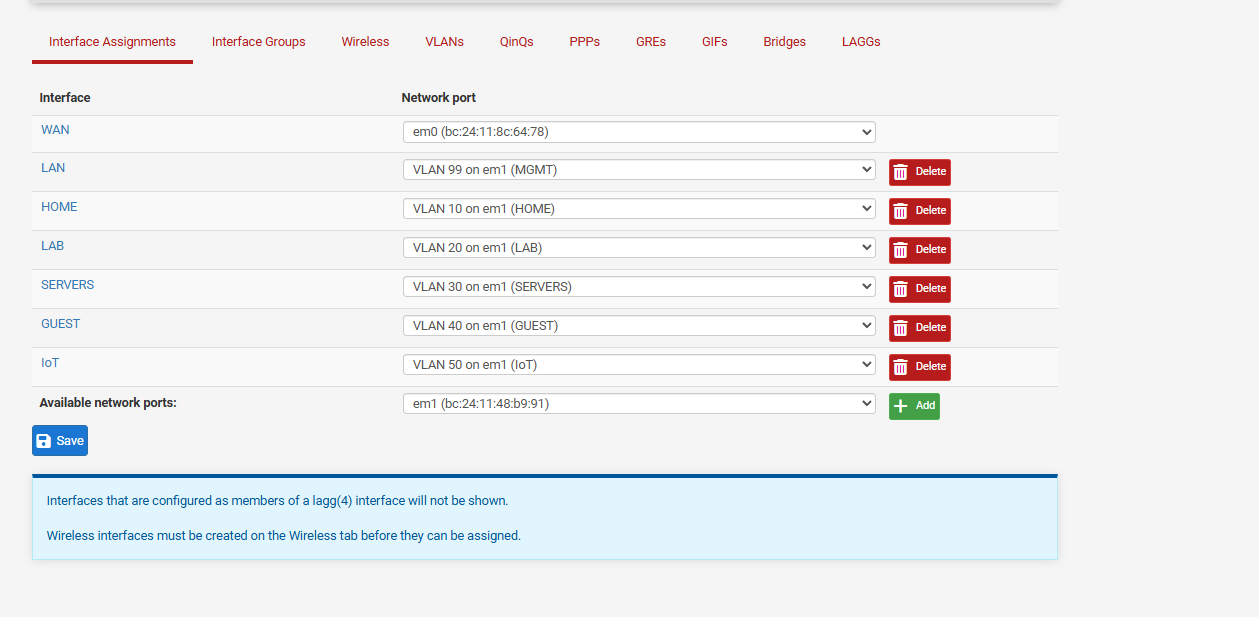 Interface Assignments Interface Groups Wireless VLANs QinQs PPPs GREs GIFs Bridges LAGGs
Interface Network port
WAN em0 (bc:24:11:8c:64:78)
LAN VLAN 99 on em1 (MGMT) Delete
HOME VLAN 10 on em1 (HOME) Delete
LAB VLAN 20 on em1 (LAB) Delete
SERVERS VLAN 30 on em1 (SERVERS) Delete
GUEST VLAN 40 on em1 (GUEST) Delete
IoT VLAN 50 on em1 (IoT) Delete
Available network ports: em1 (bc:24:11:48:b9:91) Add
Save
Interfaces that are configured as members of a lagg(4) interface will not be shown.
Wireless interfaces must be created on the Wireless tab before they can be assigned.